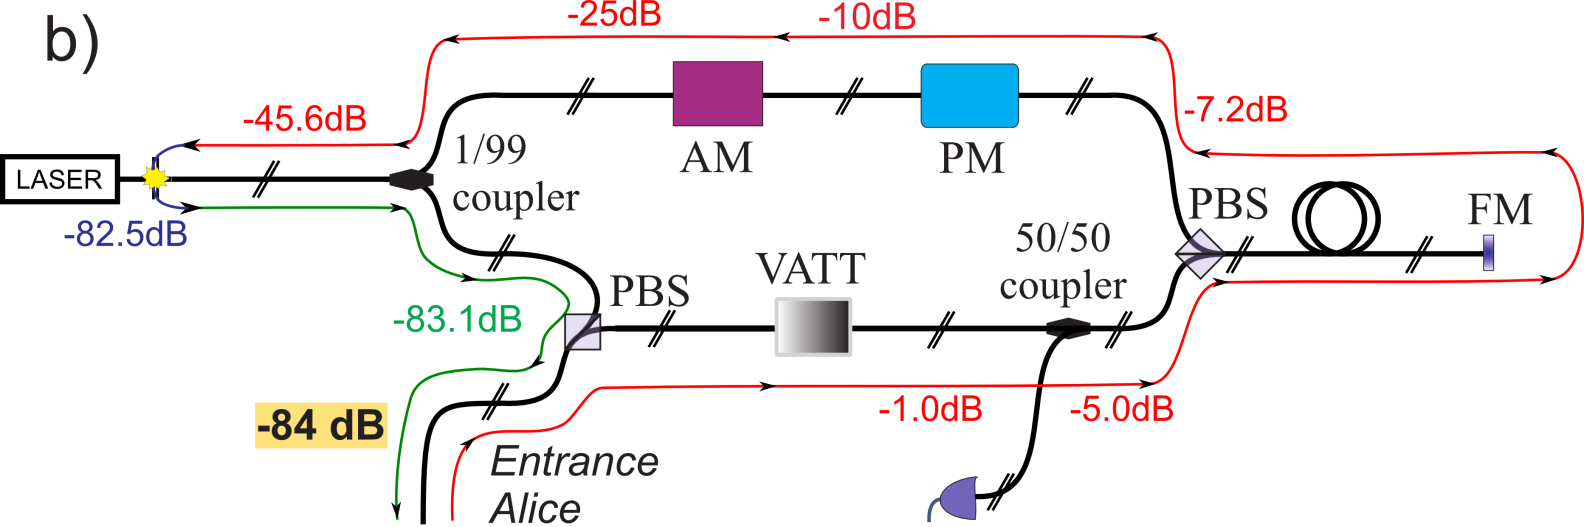 b)
-25dB
-10dB
-45.6dB
-7.2dB
1/99
coupler
AM
PM
LASER
-82.5dB
PBS
FM
50/50
coupler
VATT
PBS
-83.1dB
-84 dB
-1.0dB
-5.0dB
Entrance
Alice